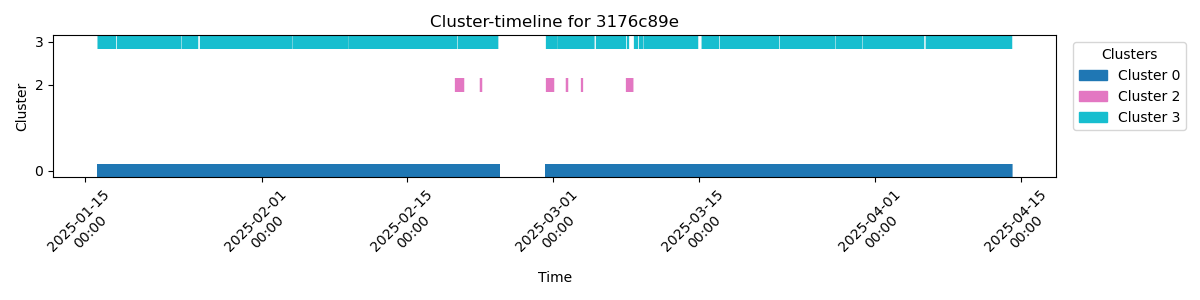 Cluster-timeline for 3176c89e
Cluster
3
2
0
2025-01-15
00:00
2025-02-01
00:00
2025-02-15
00:00
2025-03-01
00:00
2025-03-15
00:00
2025-04-01
00:00
2025-04-15
00:00
Time
Clusters
Cluster 0
Cluster 2
Cluster 3